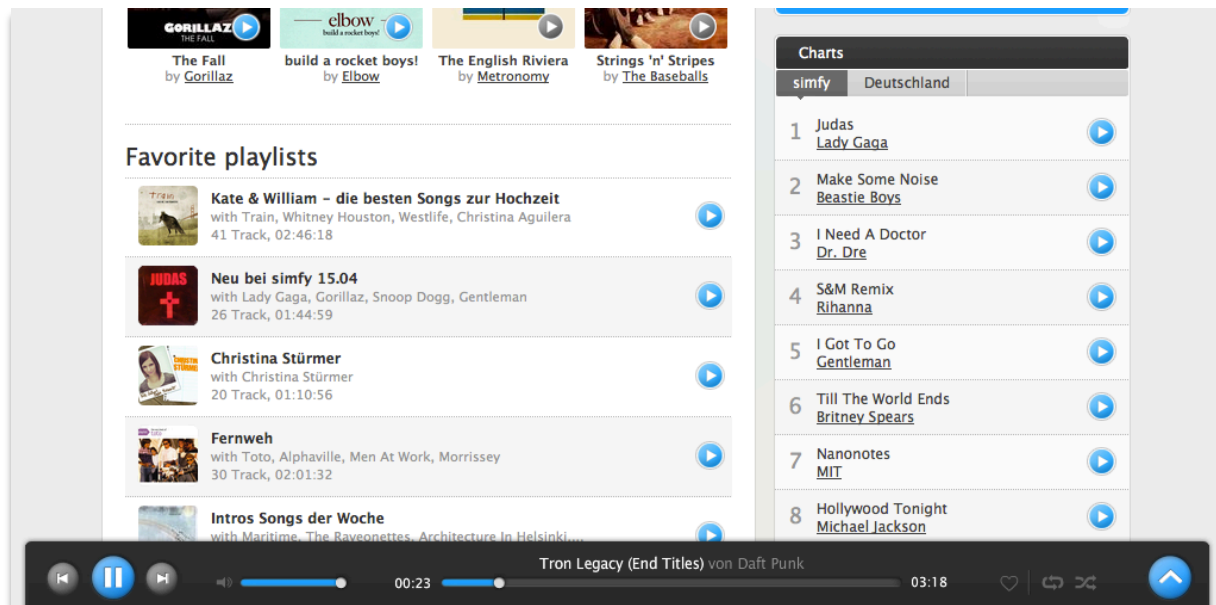 GORILLAZ
THE FALL
elbow
build a rocket boys!
The Fall
by Gorillaz
build a rocket boys!
by Elbow
The English Riviera
by Metronomy
Strings 'n' Stripes
by The Baseballs
Favorite playlists
Train
Kate & William – die besten Songs zur Hochzeit
with Train, Whitney Houston, Westlife, Christina Aguilera
41 Track, 02:46:18
JUDAS
Neu bei simfy 15.04
with Lady Gaga, Gorillaz, Snoop Dogg, Gentleman
26 Track, 01:44:59
Christina Stürmer
with Christina Stürmer
20 Track, 01:10:56
Fernweh
with Toto, Alphaville, Men At Work, Morrissey
30 Track, 02:01:32
Intros Songs der Woche
with Maritime, The Raveonettes, Architecture In Helsinki,...
Charts
simfy
Deutschland
1 Judas
Lady Gaga
2 Make Some Noise
Beastie Boys
3 I Need A Doctor
Dr. Dre
4 S&M Remix
Rihanna
5 I Got To Go
Gentleman
6 Till The World Ends
Britney Spears
7 Nanonotes
MIT
8 Hollywood Tonight
Michael Jackson
Tron Legacy (End Titles) von Daft Punk
00:23
03:18